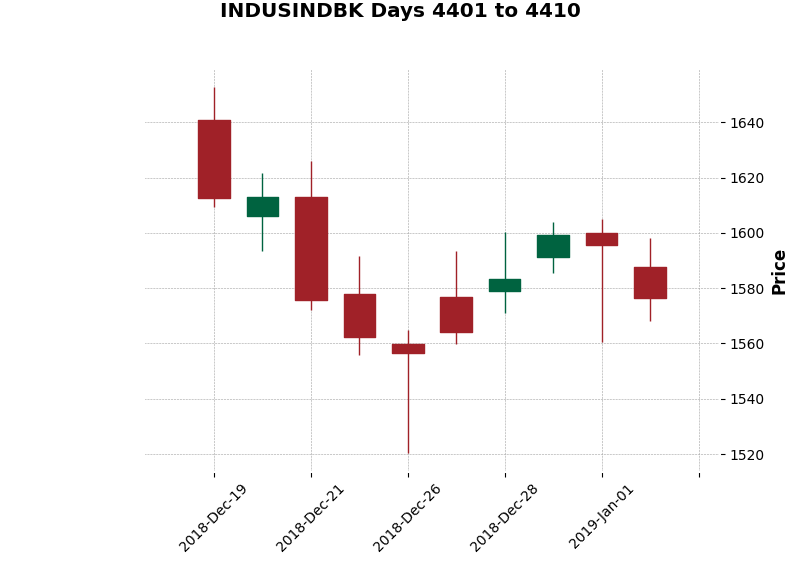 INDUSINDBK Days 4401 to 4410
1640
1620
1600
1580
1560
1540
1520
Price
2018-Dec-19
2018-Dec-21
2018-Dec-26
2018-Dec-28
2019-Jan-01